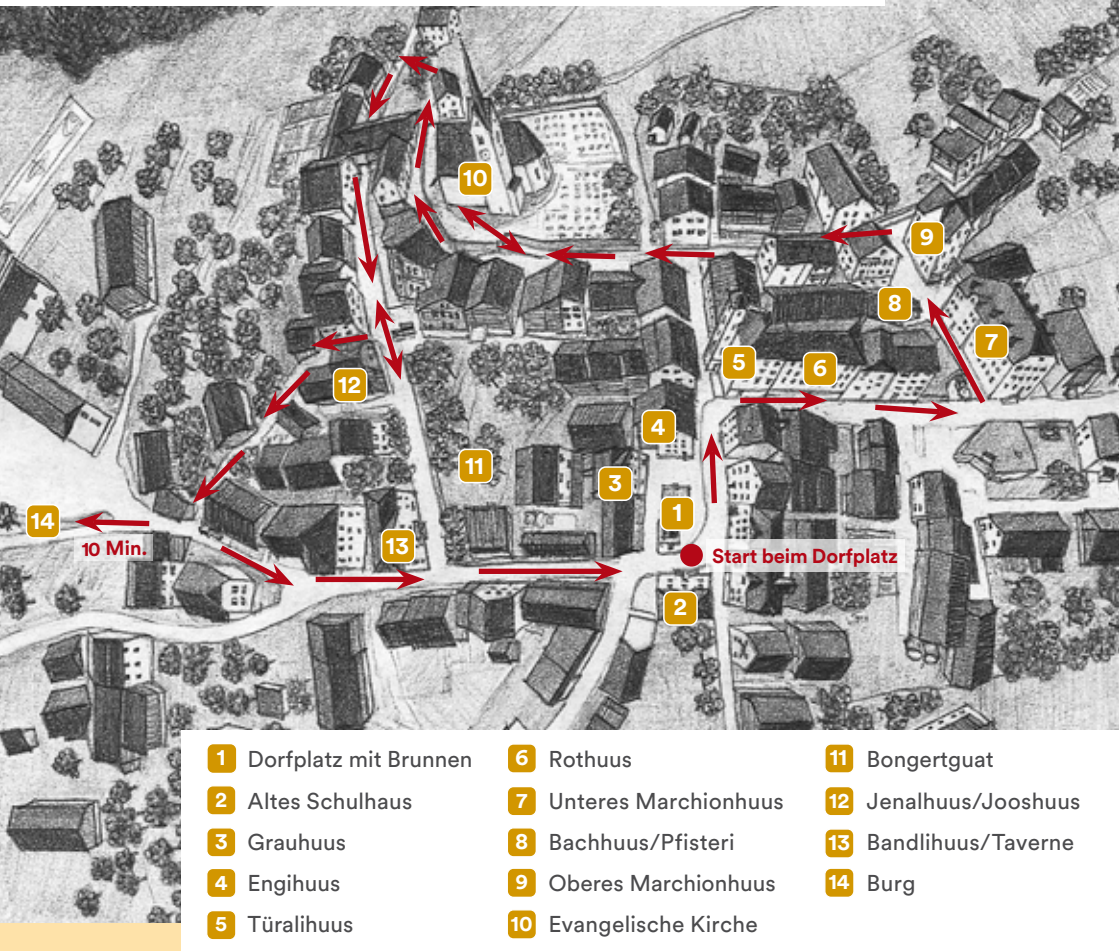 10
9
8
7
5
6
12
4
11
3
1
14
10 Min.
13
Start beim Dorfplatz
2
1 Dorfplatz mit Brunnen
2 Altes Schulhaus
3 Grauhuus
4 Engihuus
5 Türalihuus
6 Rothuus
7 Unteres Marchionhuus
8 Bachhuus/Pfisteri
9 Oberes Marchionhuus
10 Evangelische Kirche
11 Bongertguat
12 Jenalhuus/Jooshuus
13 Bandlihuus/Taverne
14 Burg